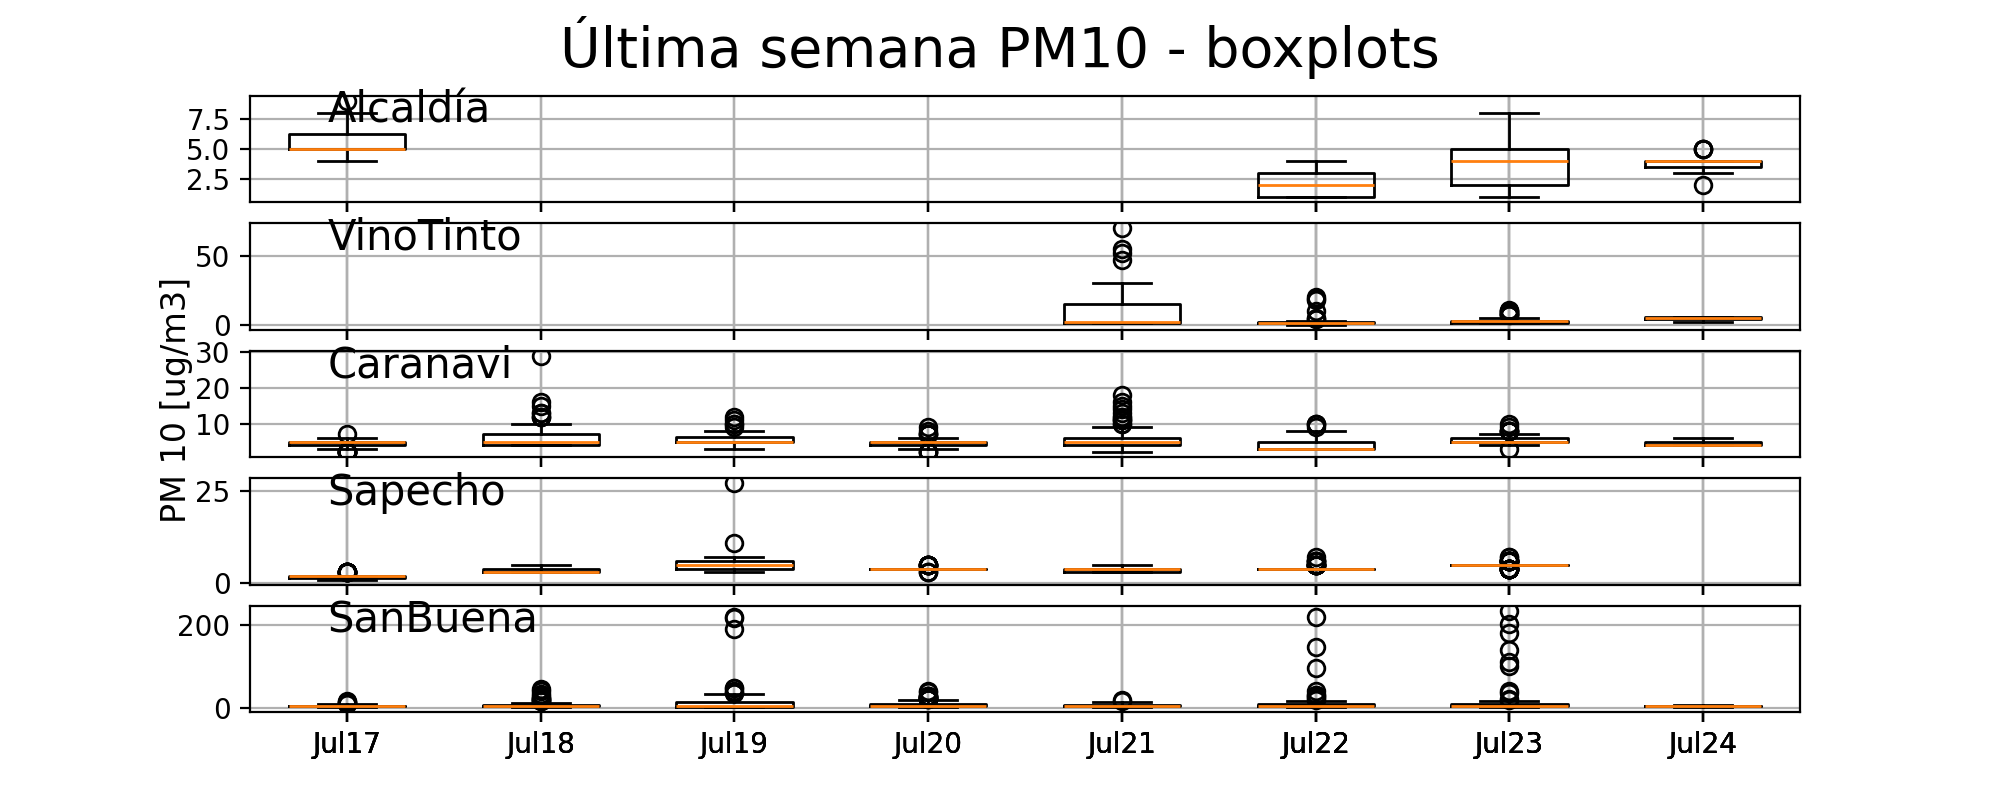 Última semana PM10 - boxplots
Alcaldía
7.5
5.0
2.5
VinoTinto
50
0
PM 10 [ug/m3]
Caranavi
30
20
10
Sapecho
25
0
SanBuena
200
0
Jul17 Jul18 Jul19 Jul20 Jul21 Jul22 Jul23 Jul24